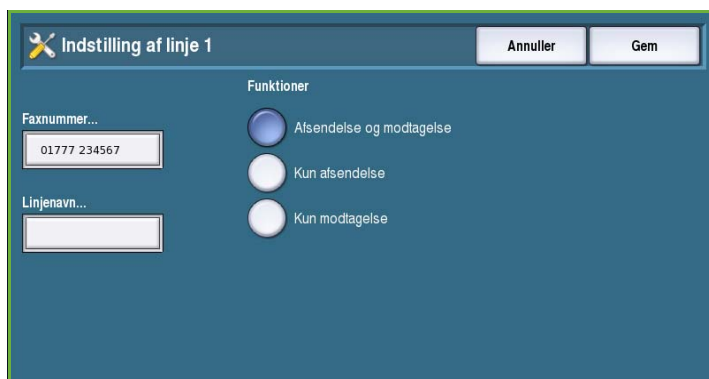 Indstilling af linje 1
Annuller
Gem
Funktioner
Faxnummer...
01777 234567
Afsendelse og modtagelse
Kun afsendelse
Linjenavn...
Kun modtagelse